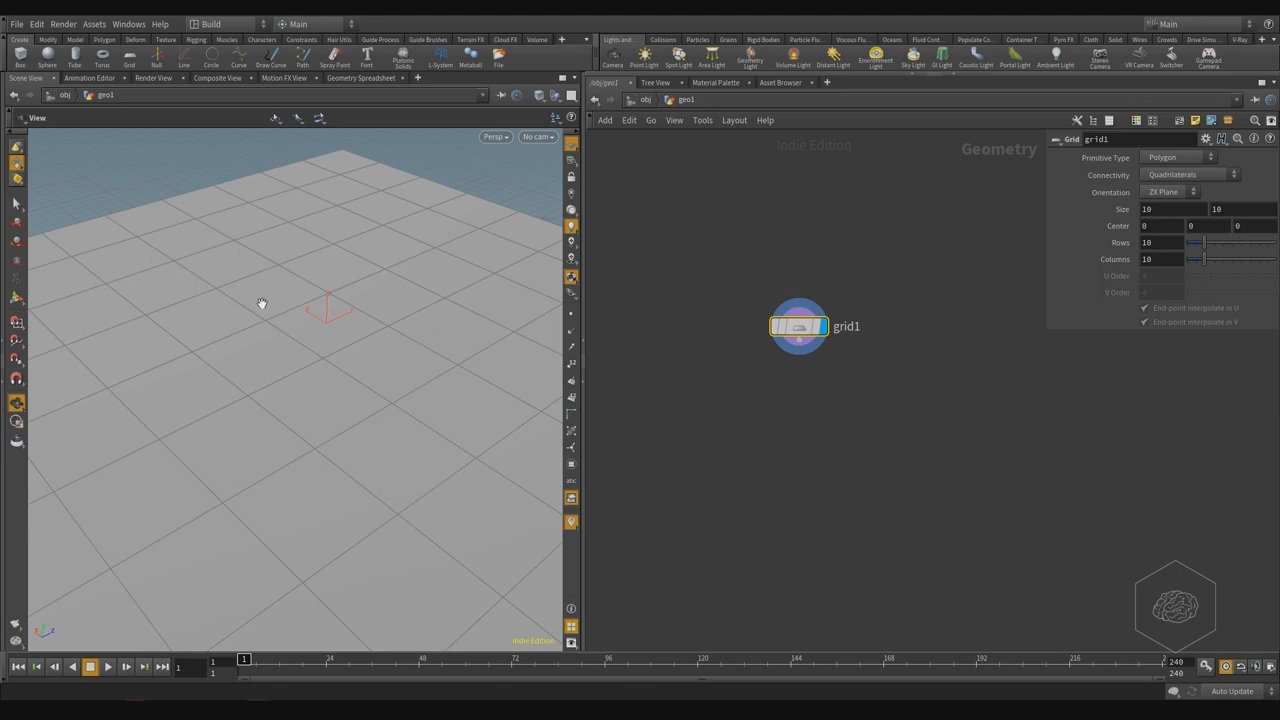 File Edit Render Assets Windows Help Build Main Main
Create Modify Model Polygon Deform Texture Rigging Muscles Characters Constraints Hair Utils Guide Process Guide Brushes Terrain FX Cloud FX Volume
Lights and... Collisions Particles Grains Rigid Bodies Particle Flu... Viscous Flu... Oceans Fluid Cont... Populate Co... Container T... Pyro FX Cloth Solid Wires Crowds Drive Simu... V-Ray
Box Sphere Tube Torus Grid Null Line Circle Curve Draw Curve Path Spray Paint Font Platonic Solids L-System Metaball File
Camera Point Light Spot Light Area Light Geometry Light Volume Light Distant Light Environment Light Sky Light GI Light Caustic Light Portal Light Ambient Light Stereo Camera VR Camera Switcher Gamepad Camera
Scene View Animation Editor Render View Composite View Motion FX View Geometry Spreadsheet
/obj/geo1 Tree View Material Palette Asset Browser
obj geo1
obj geo1
View
Add Edit Go View Tools Layout Help
Persp No cam
Indie Edition Geometry
Grid grid1
Primitive Type Polygon
Connectivity Quadrilaterals
Orientation ZX Plane
Size 10 10
Center 0 0 0
Rows 10
Columns 10
U Order 4
V Order 4
End-point interpolate in U
End-point interpolate in V
grid1
12
abc
Indie Edition
1 1 1 1 24 48 72 96 120 144 168 192 216 2 240 240
Auto Update